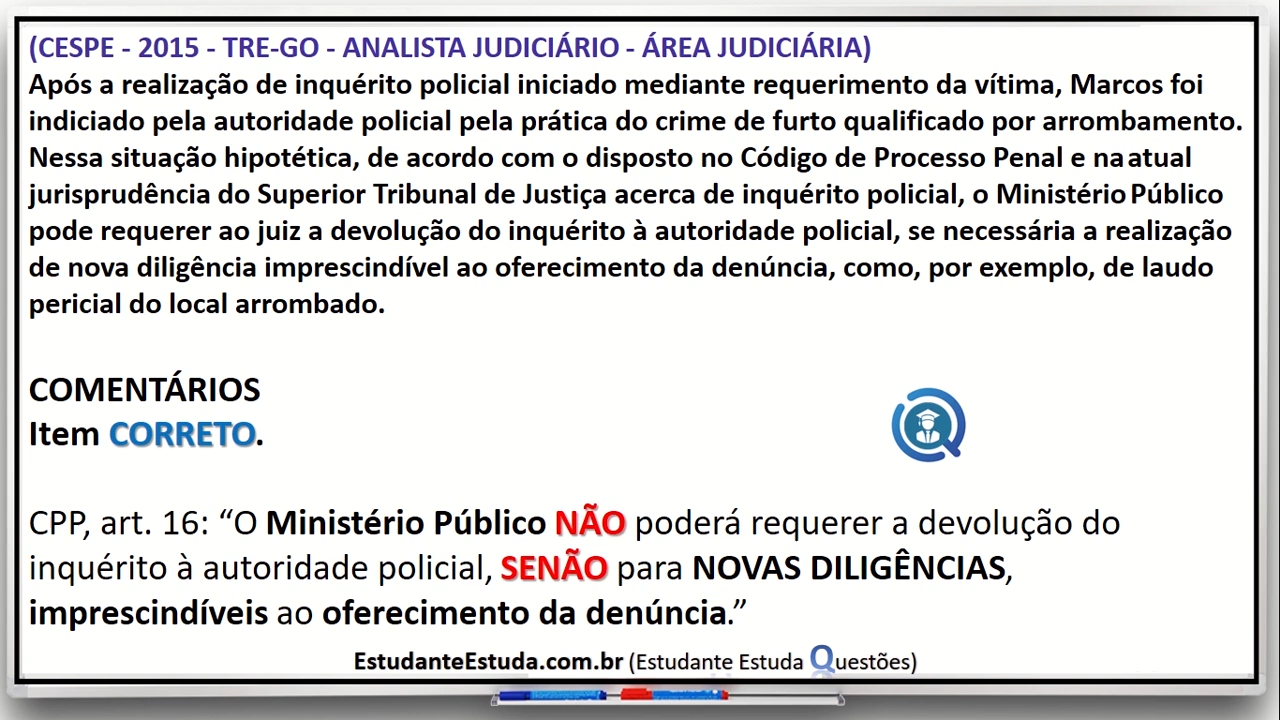 (CESPE - 2015 - TRE-GO - ANALISTA JUDICIÁRIO - ÁREA JUDICIÁRIA)
Após a realização de inquérito policial iniciado mediante requerimento da vítima, Marcos foi
indiciado pela autoridade policial pela prática do crime de furto qualificado por arrombamento.
Nessa situação hipotética, de acordo com o disposto no Código de Processo Penal e na atual
jurisprudência do Superior Tribunal de Justiça acerca de inquérito policial, o Ministério Público
pode requerer ao juiz a devolução do inquérito à autoridade policial, se necessária a realização
de nova diligência imprescindível ao oferecimento da denúncia, como, por exemplo, de laudo
pericial do local arrombado.
COMENTÁRIOS
Item CORRETO.
CPP, art. 16: “O Ministério Público NÃO poderá requerer a devolução do
inquérito à autoridade policial, SENÃO para NOVAS DILIGÊNCIAS,
imprescindíveis ao oferecimento da denúncia.”
EstudanteEstuda.com.br (Estudante Estuda Questões)